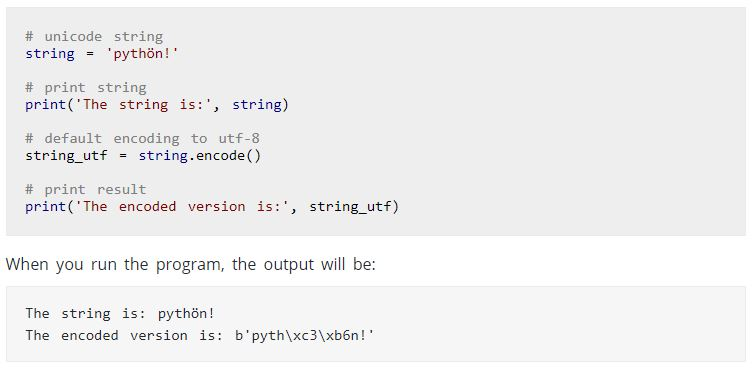 # unicode string
string = 'pythön!'
# print string
print('The string is:', string)
# default encoding to utf-8
string_utf = string.encode()
# print result
print('The encoded version is:', string_utf)
When you run the program, the output will be:
The string is: pythön!
The encoded version is: b'pyth\xc3\xb6n!'